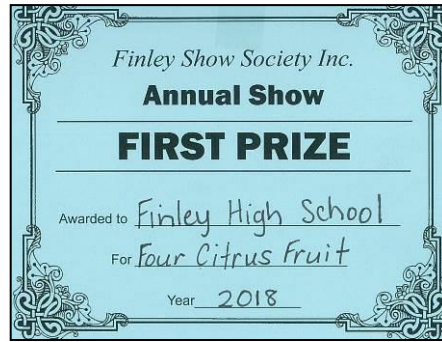 Finley Show Society Inc.
Annual Show
FIRST PRIZE
Awarded to Finley High School
For Four Citrus Fruit
Year 2018